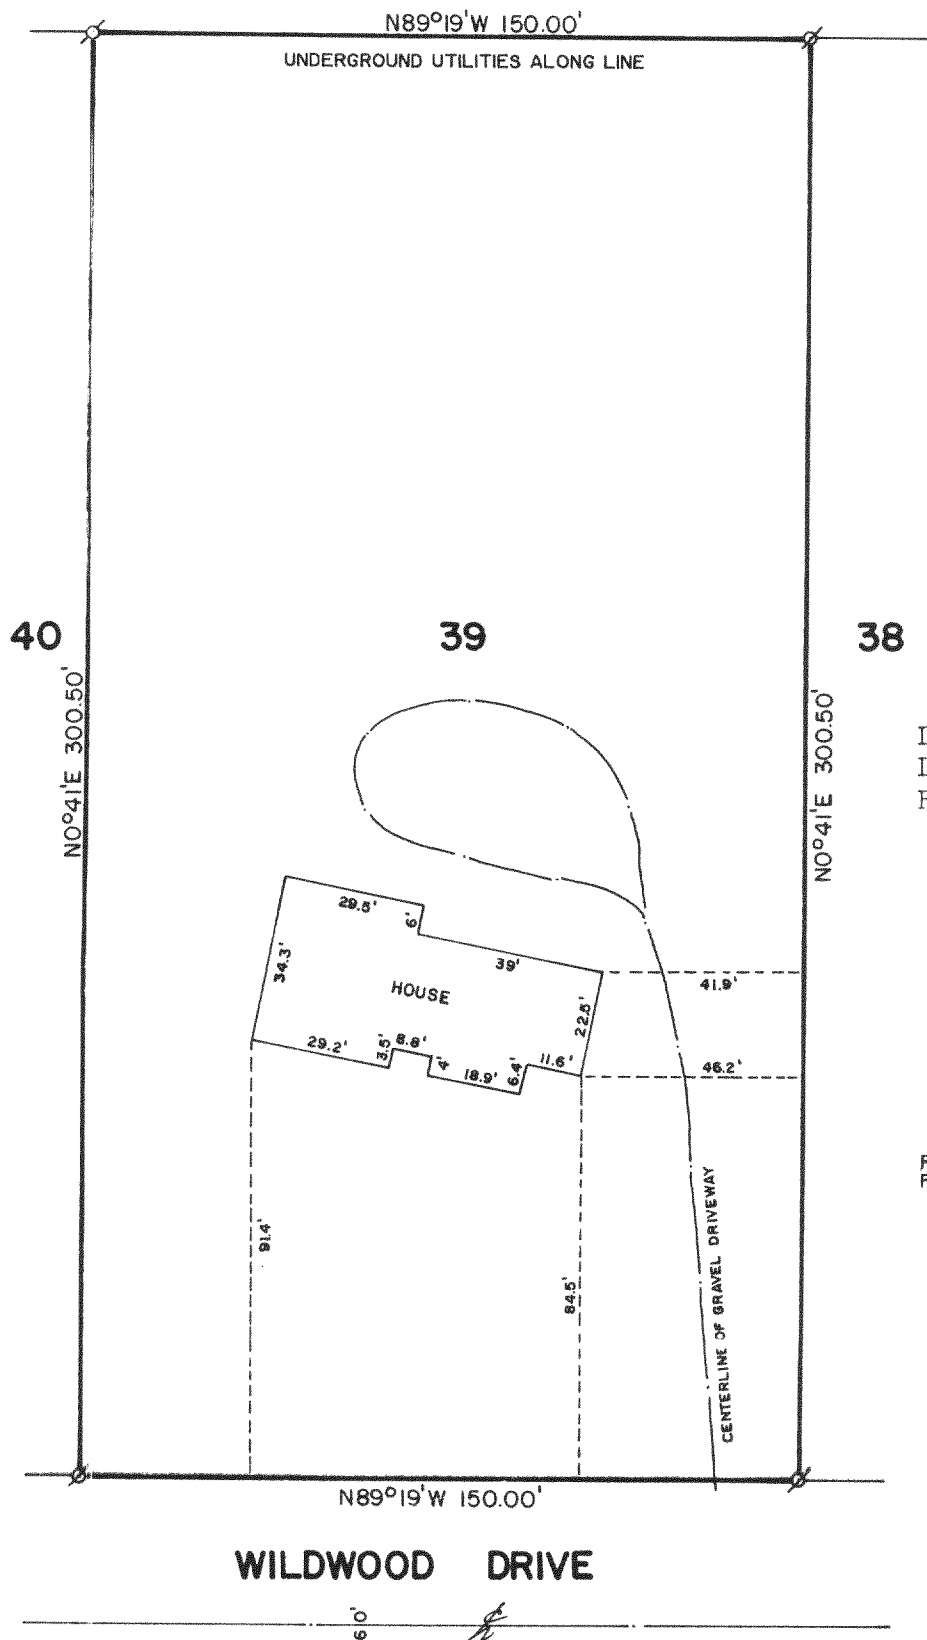 N89°19'W 150.00'
UNDERGROUND UTILITIES ALONG LINE
40
39
38
N0°41'E 300.50'
N0°41'E 300.50'
29.5'
6'
34.3'
39'
HOUSE
22.5'
41.9'
29.2'
3.5'
8.8'
4'
18.9'
6.4'
11.6'
46.2'
91.4'
84.5'
CENTERLINE OF GRAVEL DRIVEWAY
N89°19'W 150.00'
WILDWOOD DRIVE
60'